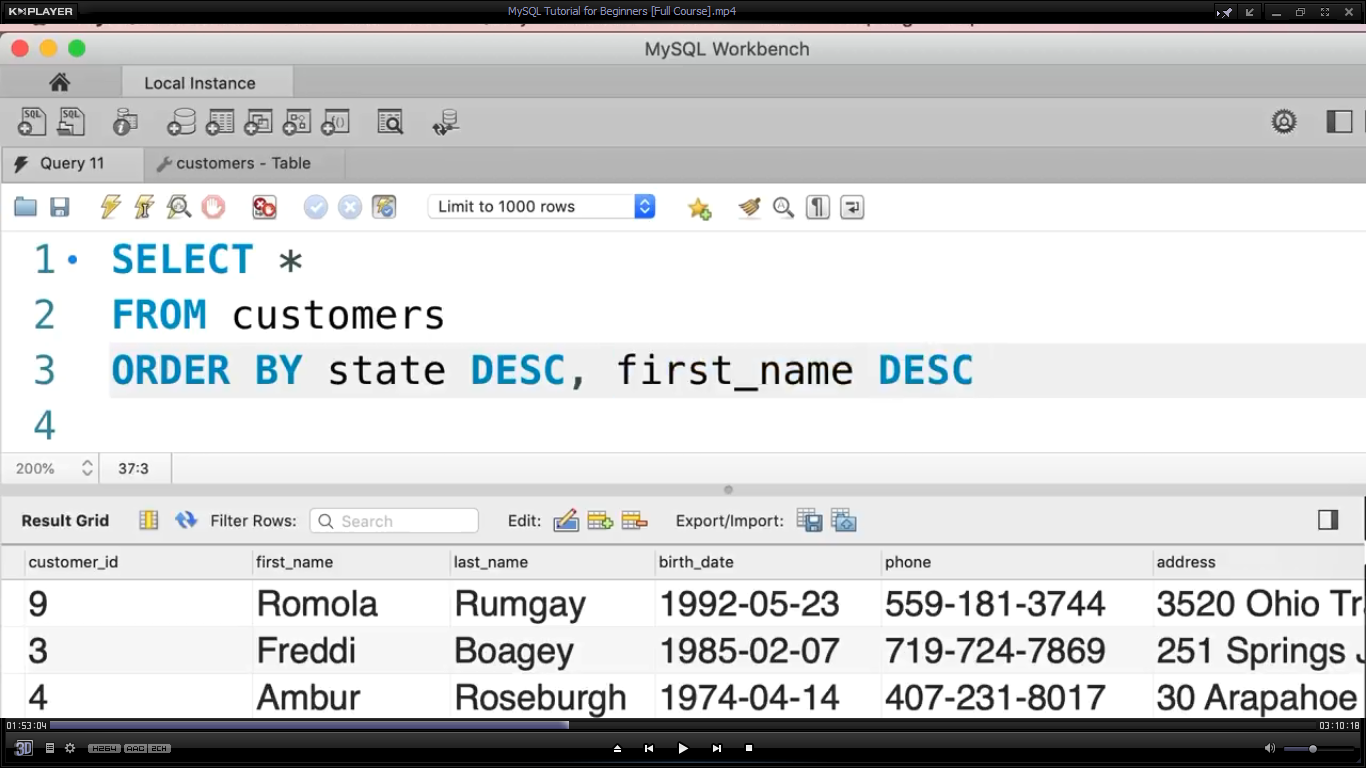 KMPLAYER
MySQL Tutorial for Beginners [Full Course].mp4
MySQL Workbench
Local Instance
SQL SQL
Query 11 customers - Table
Limit to 1000 rows
1 SELECT *
2 FROM customers
3 ORDER BY state DESC, first_name DESC
4
200% 37:3
Result Grid Filter Rows: Search Edit: Export/Import:
customer_id first_name last_name birth_date phone address
9 Romola Rumgay 1992-05-23 559-181-3744 3520 Ohio
3 Freddi Boagey 1985-02-07 719-724-7869 251 Springs
4 Ambur Roseburgh 1974-04-14 407-231-8017 30 Arapahoe
01:53:04 03:10:18
3D H264 AAC 2CH